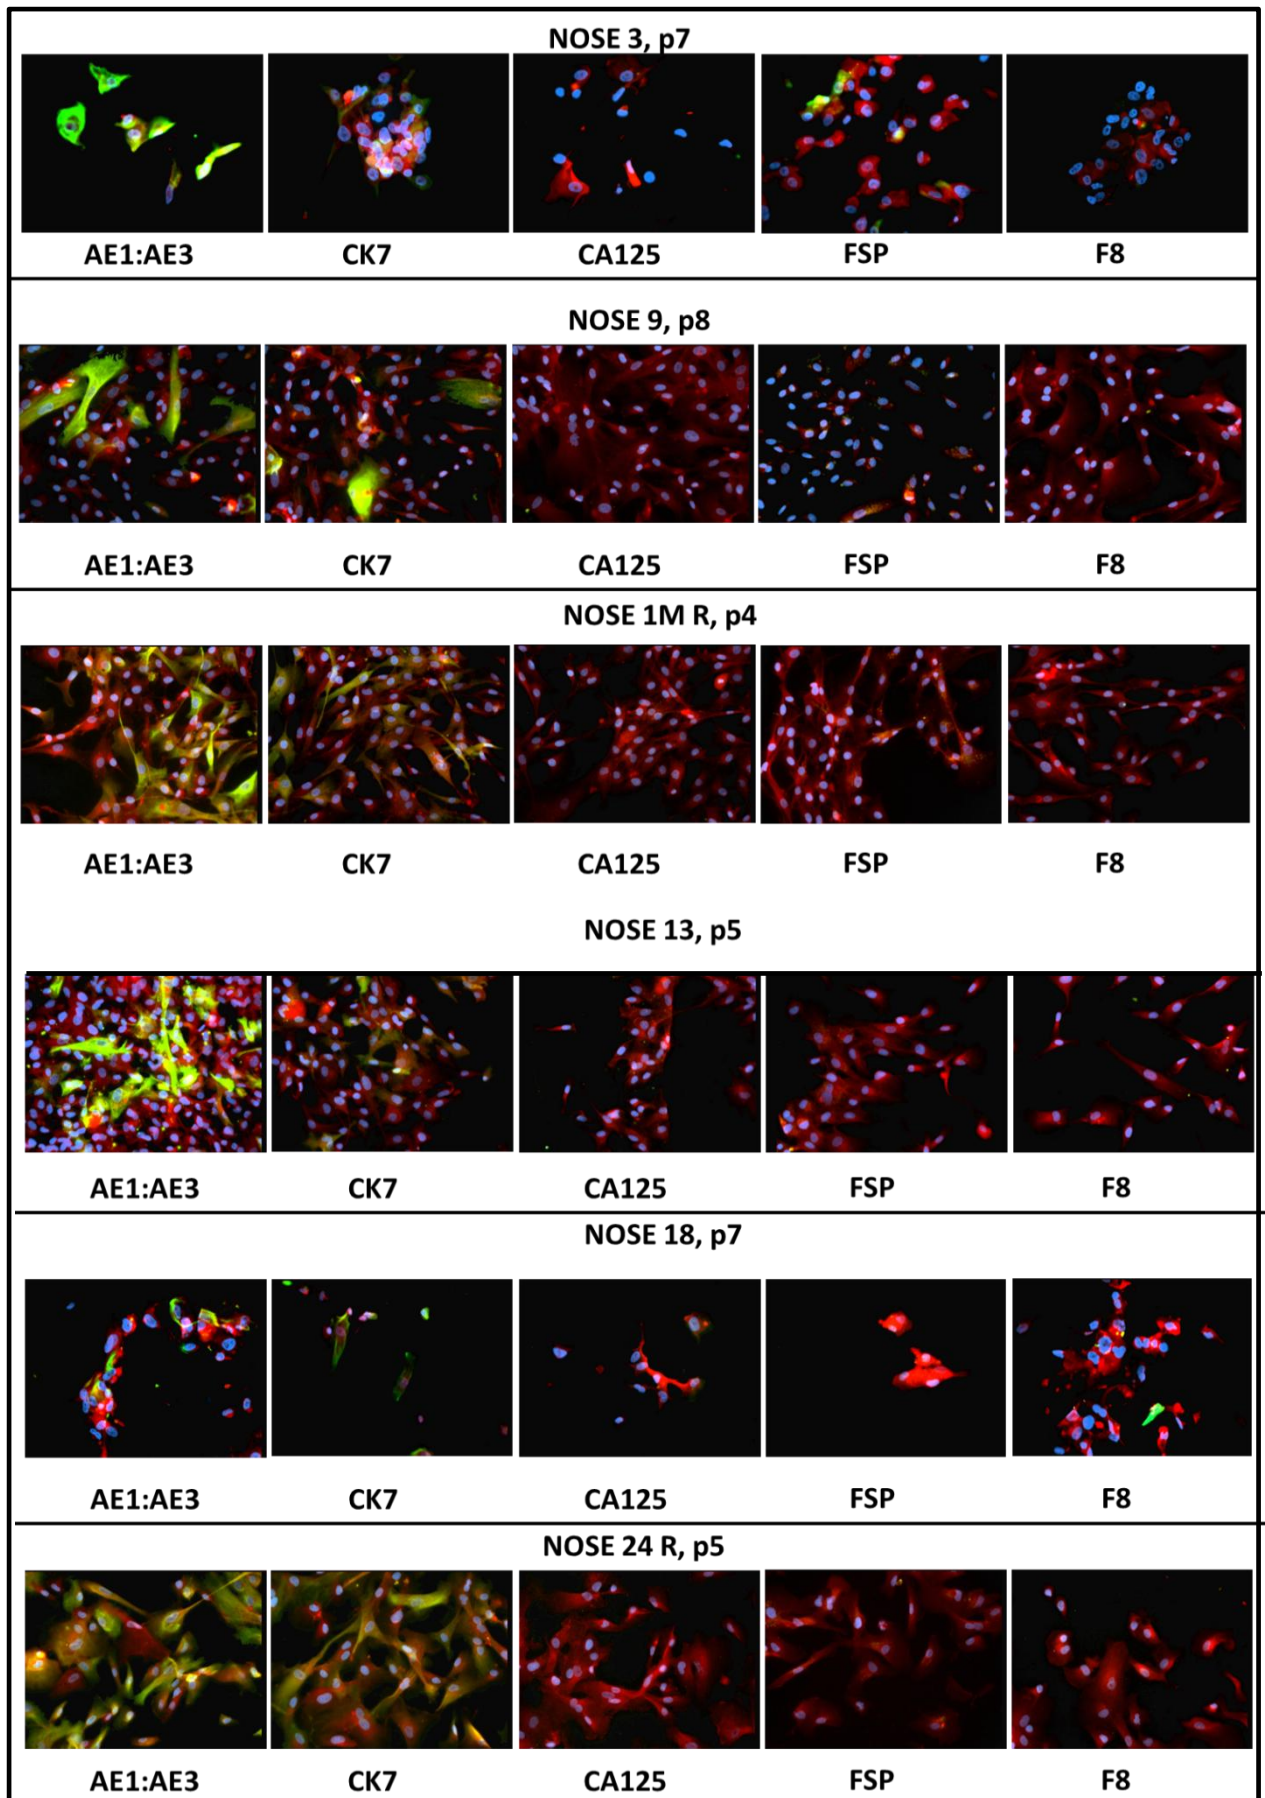 NOSE 3, p7
AE1:AE3 CK7 CA125 FSP F8
NOSE 9, p8
AE1:AE3 CK7 CA125 FSP F8
NOSE 1M R, p4
AE1:AE3 CK7 CA125 FSP F8
NOSE 13, p5
AE1:AE3 CK7 CA125 FSP F8
NOSE 18, p7
AE1:AE3 CK7 CA125 FSP F8
NOSE 24 R, p5
AE1:AE3 CK7 CA125 FSP F8